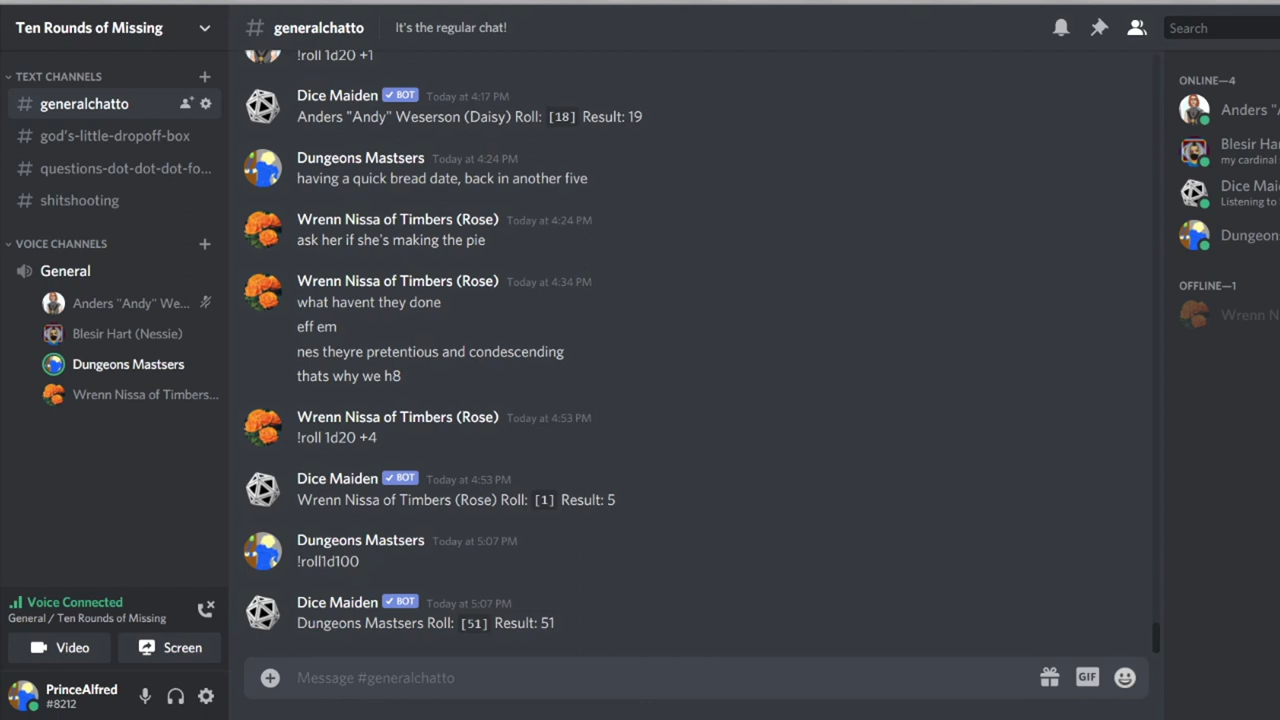 Ten Rounds of Missing
TEXT CHANNELS
generalchatto
god's-little-dropoff-box
questions-dot-dot-dot-fo...
shitshooting
VOICE CHANNELS
General
Anders "Andy" We...
Blesir Hart (Nessie)
Dungeons Mastsers
Wrenn Nissa of Timbers...
Voice Connected
General / Ten Rounds of Missing
Video
Screen
PrinceAlfred
#8212
# generalchatto
It's the regular chat!
Search
!roll 1d20 +1
Dice Maiden BOT Today at 4:17 PM
Anders "Andy" Weserson (Daisy) Roll: [18] Result: 19
Dungeons Mastsers Today at 4:24 PM
having a quick bread date, back in another five
Wrenn Nissa of Timbers (Rose) Today at 4:24 PM
ask her if she's making the pie
Wrenn Nissa of Timbers (Rose) Today at 4:34 PM
what havent they done
eff em
nes theyre pretentious and condescending
thats why we h8
Wrenn Nissa of Timbers (Rose) Today at 4:53 PM
!roll 1d20 +4
Dice Maiden BOT Today at 4:53 PM
Wrenn Nissa of Timbers (Rose) Roll: [1] Result: 5
Dungeons Mastsers Today at 5:07 PM
!roll1d100
Dice Maiden BOT Today at 5:07 PM
Dungeons Mastsers Roll: [51] Result: 51
Message #generalchatto
GIF
ONLINE—4
Anders "A
Blesir Ha
my cardinal
Dice Mai
Listening to
Dungeons
OFFLINE—1
Wrenn N